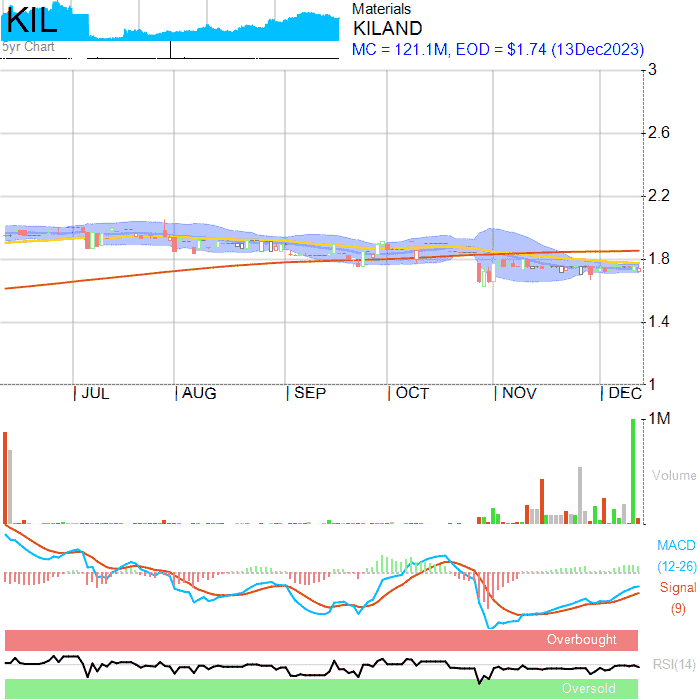 KIL
5yr Chart
Materials
KILAND
MC = 121.1M, EOD = $1.74 (13Dec2023)
3
2.6
2.2
1.8
1.4
1
JUL AUG SEP OCT NOV DEC
1M
Volume
MACD
(12-26)
Signal
(9)
Overbought
RSI(14)
Oversold